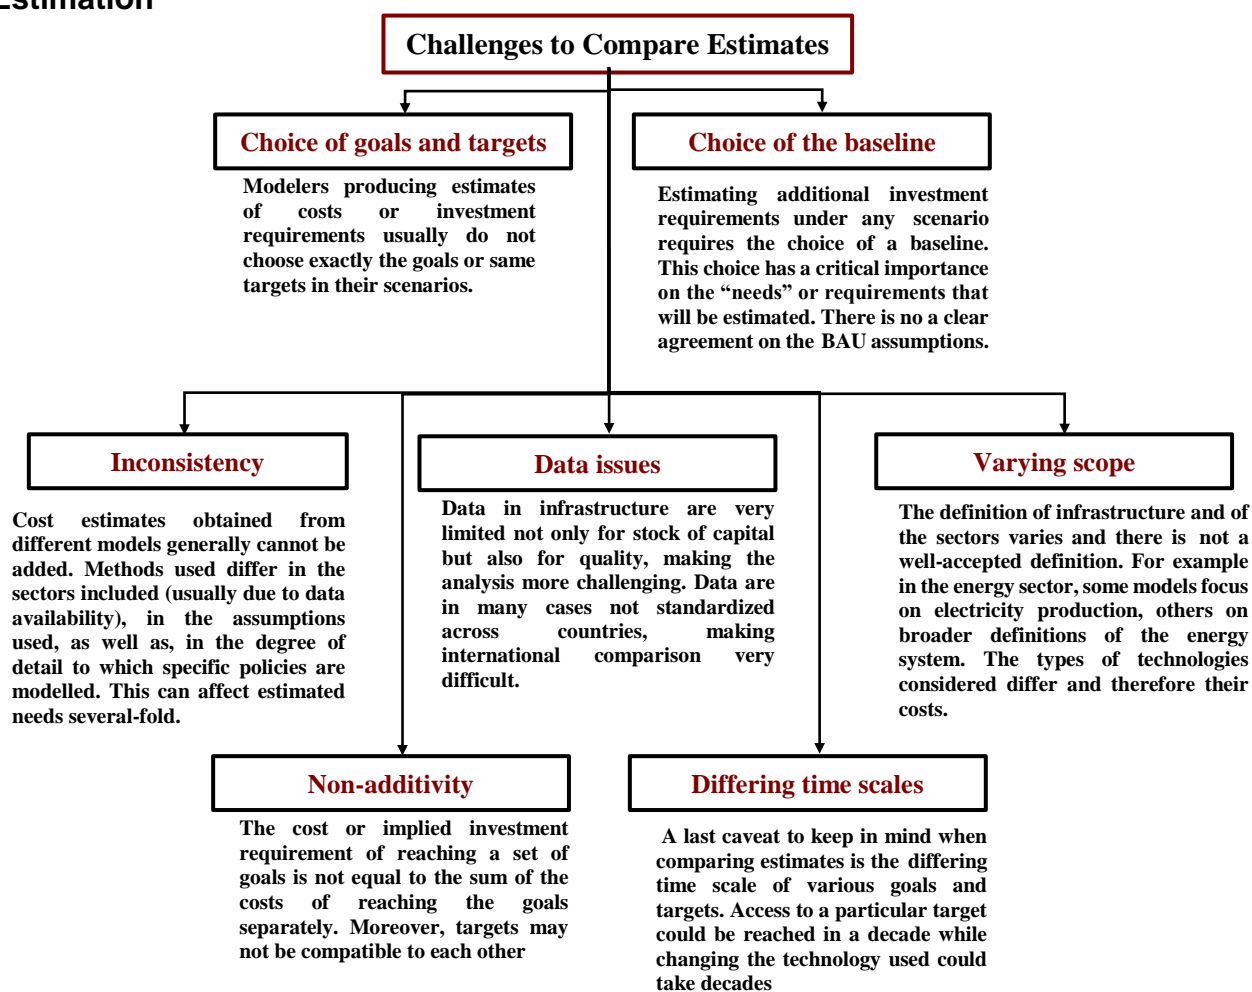 Estimation
Challenges to Compare Estimates
Choice of goals and targets
Modelers producing estimates
of costs or investment
requirements usually do not
choose exactly the goals or same
targets in their scenarios.
Choice of the baseline
Estimating additional investment
requirements under any scenario
requires the choice of a baseline.
This choice has a critical importance
on the “needs” or requirements that
will be estimated. There is no a clear
agreement on the BAU assumptions.
Inconsistency
Cost estimates obtained from
different models generally cannot be
added. Methods used differ in the
sectors included (usually due to data
availability), in the assumptions
used, as well as, in the degree of
detail to which specific policies are
modelled. This can affect estimated
needs several-fold.
Data issues
Data in infrastructure are very
limited not only for stock of capital
but also for quality, making the
analysis more challenging. Data are
in many cases not standardized
across countries, making
international comparison very
difficult.
Varying scope
The definition of infrastructure and of
the sectors varies and there is not a
well-accepted definition. For example
in the energy sector, some models focus
on electricity production, others on
broader definitions of the energy
system. The types of technologies
considered differ and therefore their
costs.
Non-additivity
The cost or implied investment
requirement of reaching a set of
goals is not equal to the sum of the
costs of reaching the goals
separately. Moreover, targets may
not be compatible to each other
Differing time scales
A last caveat to keep in mind when
comparing estimates is the differing
time scale of various goals and
targets. Access to a particular target
could be reached in a decade while
changing the technology used could
take decades